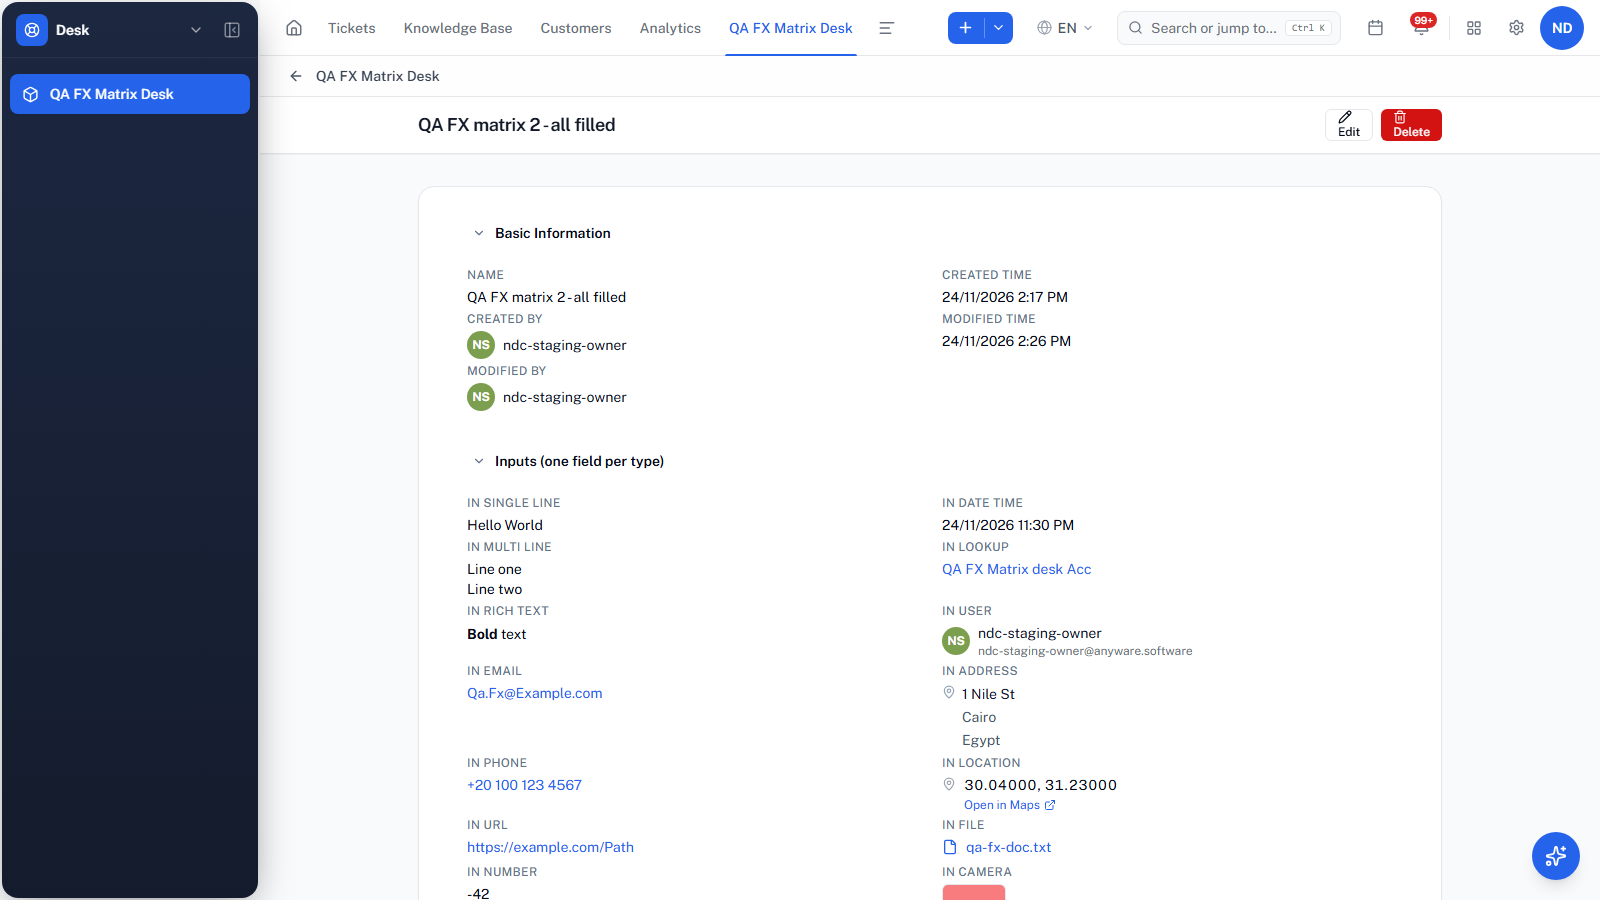 Desk
QA FX Matrix Desk
Tickets
Knowledge Base
Customers
Analytics
QA FX Matrix Desk
EN
Search or jump to...
Ctrl K
99+
ND
QA FX Matrix Desk
QA FX matrix 2 - all filled
Edit
Delete
Basic Information
NAME
QA FX matrix 2 - all filled
CREATED BY
NS ndc-staging-owner
MODIFIED BY
NS ndc-staging-owner
CREATED TIME
24/11/2026 2:17 PM
MODIFIED TIME
24/11/2026 2:26 PM
Inputs (one field per type)
IN SINGLE LINE
Hello World
IN MULTI LINE
Line one
Line two
IN RICH TEXT
Bold text
IN EMAIL
Qa.Fx@Example.com
IN PHONE
+20 100 123 4567
IN URL
https://example.com/Path
IN NUMBER
-42
IN DATE TIME
24/11/2026 11:30 PM
IN LOOKUP
QA FX Matrix desk Acc
IN USER
NS ndc-staging-owner
ndc-staging-owner@anyware.software
IN ADDRESS
1 Nile St
Cairo
Egypt
IN LOCATION
30.04000, 31.23000
Open in Maps
IN FILE
qa-fx-doc.txt
IN CAMERA